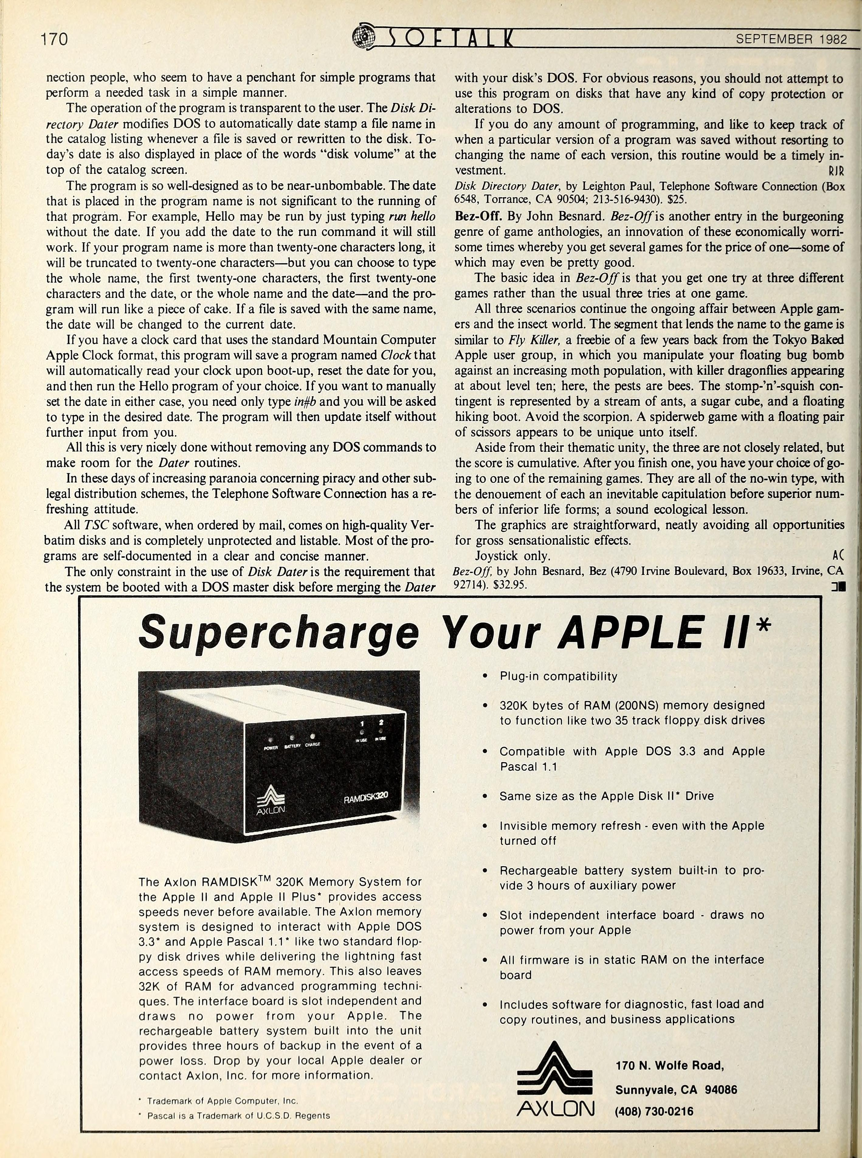 170
SOFTALK
SEPTEMBER 1982
nection people, who seem to have a penchant for simple programs that
perform a needed task in a simple manner.
The operation of the program is transparent to the user. The Disk Di-
rectory Dater modifies DOS to automatically date stamp a file name in
the catalog listing whenever a file is saved or rewritten to the disk. To-
day's date is also displayed in place of the words "disk volume" at the
top of the catalog screen.
The program is so well-designed as to be near-unbombable. The date
that is placed in the program name is not significant to the running of
that program. For example, Hello may be run by just typing run hello
without the date. If you add the date to the run command it will still
work. If your program name is more than twenty-one characters long, it
will be truncated to twenty-one characters—but you can choose to type
the whole name, the first twenty-one characters, the first twenty-one
characters and the date, or the whole name and the date—and the pro-
gram will run like a piece of cake. If a file is saved with the same name,
the date will be changed to the current date.
If you have a clock card that uses the standard Mountain Computer
Apple Clock format, this program will save a program named Clock that
will automatically read your clock upon boot-up, reset the date for you,
and then run the Hello program of your choice. If you want to manually
set the date in either case, you need only type in#b and you will be asked
to type in the desired date. The program will then update itself without
further input from you.
All this is very nicely done without removing any DOS commands to
make room for the Dater routines.
In these days of increasing paranoia concerning piracy and other sub-
legal distribution schemes, the Telephone Software Connection has a re-
freshing attitude.
All TSC software, when ordered by mail, comes on high-quality Ver-
batim disks and is completely unprotected and listable. Most of the pro-
grams are self-documented in a clear and concise manner.
The only constraint in the use of Disk Dater is the requirement that
the system be booted with a DOS master disk before merging the Dater
with your disk's DOS. For obvious reasons, you should not attempt to
use this program on disks that have any kind of copy protection or
alterations to DOS.
If you do any amount of programming, and like to keep track of
when a particular version of a program was saved without resorting to
changing the name of each version, this routine would be a timely in-
vestment. RJR
Disk Directory Dater, by Leighton Paul, Telephone Software Connection (Box
6548, Torrance, CA 90504; 213-516-9430). $25.
Bez-Off. By John Besnard. Bez-Off is another entry in the burgeoning
genre of game anthologies, an innovation of these economically worri-
some times whereby you get several games for the price of one—some of
which may even be pretty good.
The basic idea in Bez-Off is that you get one try at three different
games rather than the usual three tries at one game.
All three scenarios continue the ongoing affair between Apple gam-
ers and the insect world. The segment that lends the name to the game is
similar to Fly Killer, a freebie of a few years back from the Tokyo Baked
Apple user group, in which you manipulate your floating bug bomb
against an increasing moth population, with killer dragonflies appearing
at about level ten; here, the pests are bees. The stomp-'n'-squish con-
tingent is represented by a stream of ants, a sugar cube, and a floating
hiking boot. Avoid the scorpion. A spiderweb game with a floating pair
of scissors appears to be unique unto itself.
Aside from their thematic unity, the three are not closely related, but
the score is cumulative. After you finish one, you have your choice of go-
ing to one of the remaining games. They are all of the no-win type, with
the denouement of each an inevitable capitulation before superior num-
bers of inferior life forms; a sound ecological lesson.
The graphics are straightforward, neatly avoiding all opportunities
for gross sensationalistic effects.
Joystick only. AC
Bez-Off, by John Besnard, Bez (4790 Irvine Boulevard, Box 19633, Irvine, CA
92714). $32.95.
Supercharge Your APPLE II*
POWER BATTERY CHARGE
1 2
IN USE IN USE
AXLON
RAMDISK320
The Axlon RAMDISK™ 320K Memory System for
the Apple II and Apple II Plus* provides access
speeds never before available. The Axlon memory
system is designed to interact with Apple DOS
3.3* and Apple Pascal 1.1* like two standard flop-
py disk drives while delivering the lightning fast
access speeds of RAM memory. This also leaves
32K of RAM for advanced programming techni-
ques. The interface board is slot independent and
draws no power from your Apple. The
rechargeable battery system built into the unit
provides three hours of backup in the event of a
power loss. Drop by your local Apple dealer or
contact Axlon, Inc. for more information.
* Trademark of Apple Computer, Inc.
* Pascal is a Trademark of U.C.S.D. Regents
• Plug-in compatibility
• 320K bytes of RAM (200NS) memory designed
to function like two 35 track floppy disk drives
• Compatible with Apple DOS 3.3 and Apple
Pascal 1.1
• Same size as the Apple Disk II* Drive
• Invisible memory refresh - even with the Apple
turned off
• Rechargeable battery system built-in to pro-
vide 3 hours of auxiliary power
• Slot independent interface board - draws no
power from your Apple
• All firmware is in static RAM on the interface
board
• Includes software for diagnostic, fast load and
copy routines, and business applications
AXLON
170 N. Wolfe Road,
Sunnyvale, CA 94086
(408) 730-0216